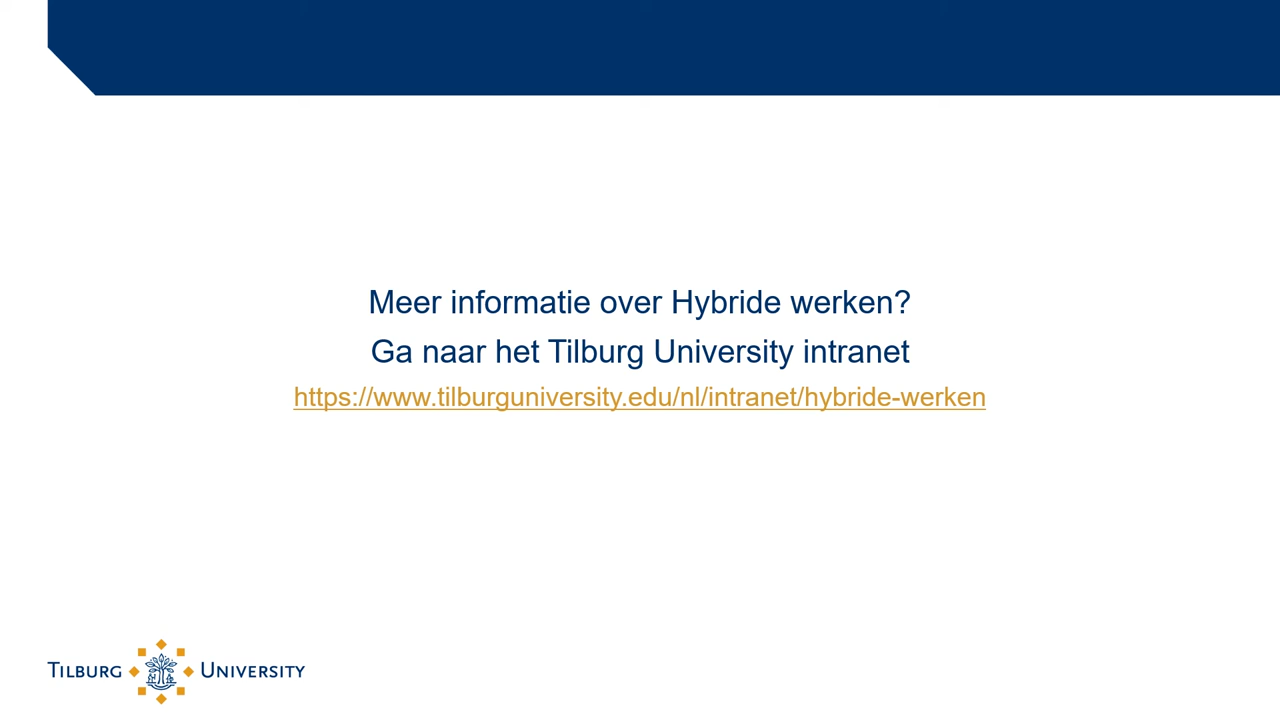 Meer informatie over Hybride werken?
Ga naar het Tilburg University intranet
https://www.tilburguniversity.edu/nl/intranet/hybride-werken
TILBURG UNIVERSITY